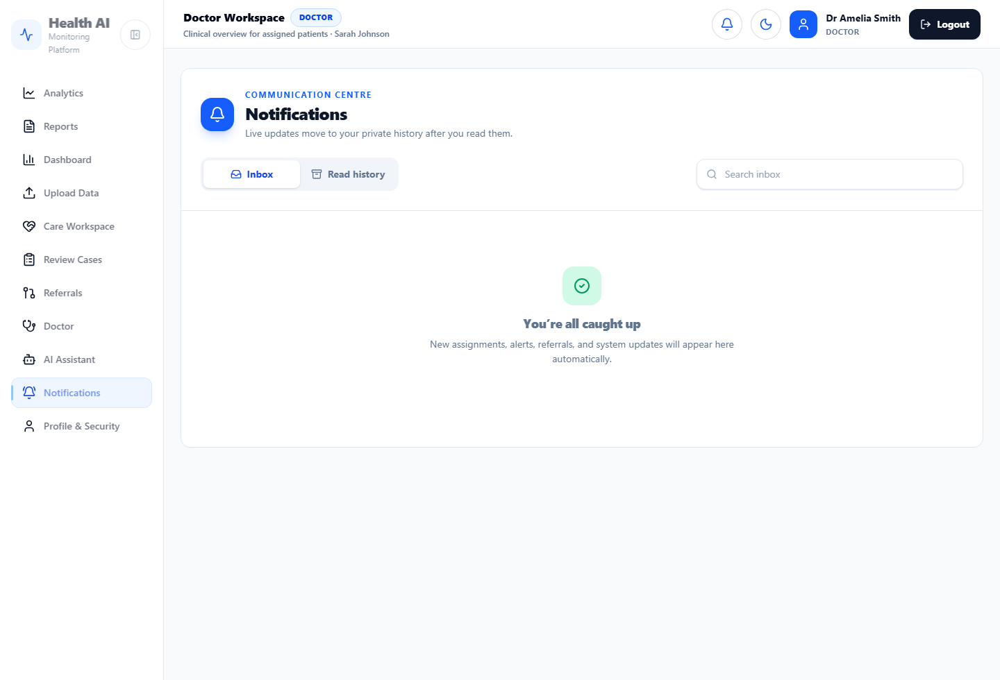 Health AI
Monitoring
Platform
Analytics
Reports
Dashboard
Upload Data
Care Workspace
Review Cases
Referrals
Doctor
AI Assistant
Notifications
Profile & Security
Doctor Workspace DOCTOR
Clinical overview for assigned patients · Sarah Johnson
Dr Amelia Smith
DOCTOR
Logout
COMMUNICATION CENTRE
Notifications
Live updates move to your private history after you read them.
Inbox Read history
Search inbox
You’re all caught up
New assignments, alerts, referrals, and system updates will appear here
automatically.